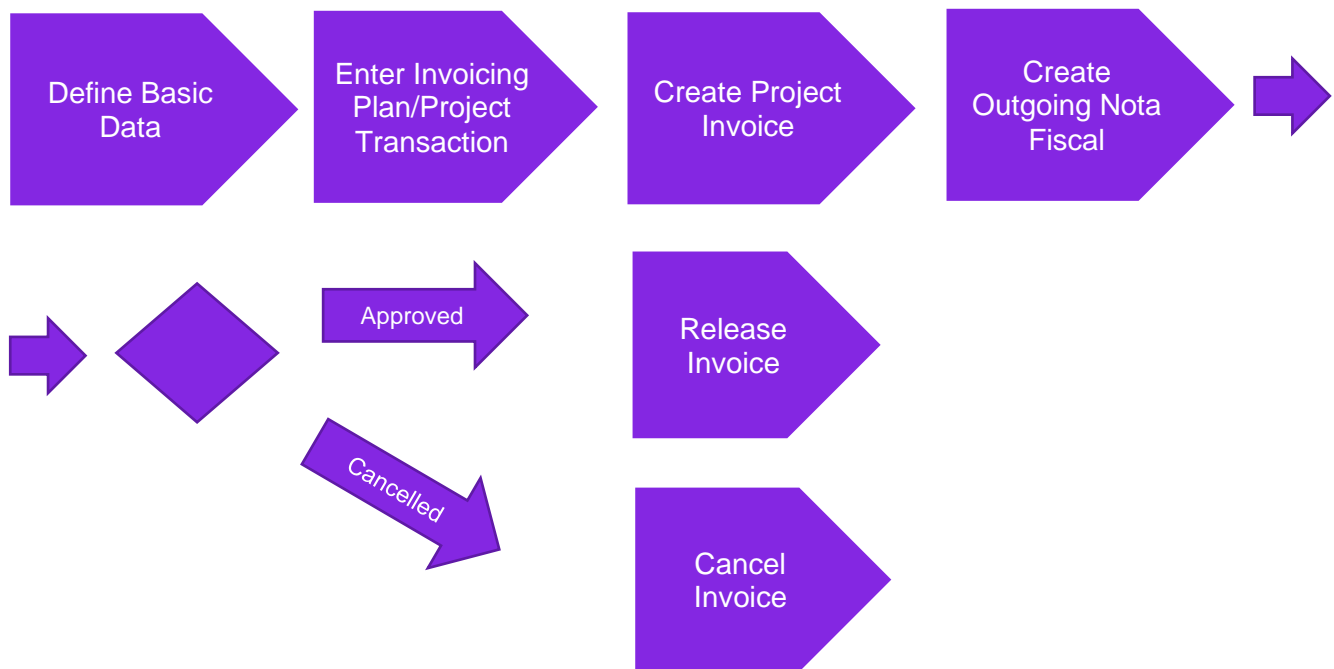 Define Basic
Data
Enter Invoicing
Plan/Project
Transaction
Create Project
Invoice
Create
Outgoing Nota
Fiscal
Approved
Release
Invoice
Cancelled
Cancel
Invoice